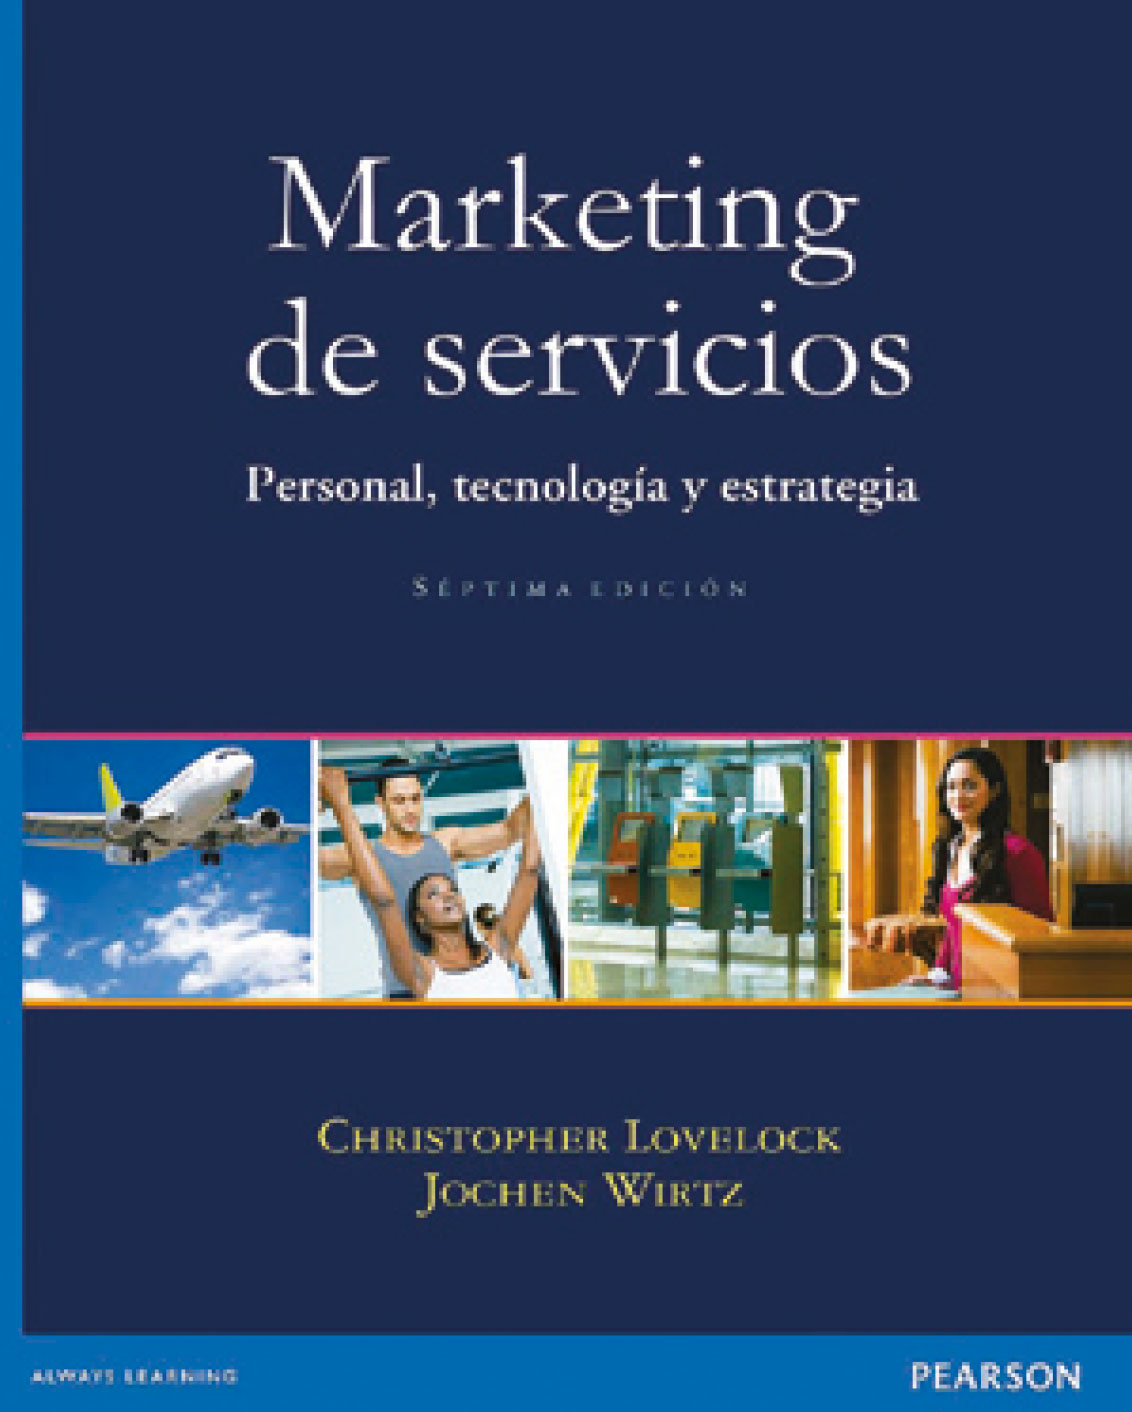 Marketing
de servicios
Personal, tecnología y estrategia
SÉPTIMA EDICIÓN
CHRISTOPHER LOVELOCK
JOCHEN WIRTZ
ALWAYS LEARNING
PEARSON